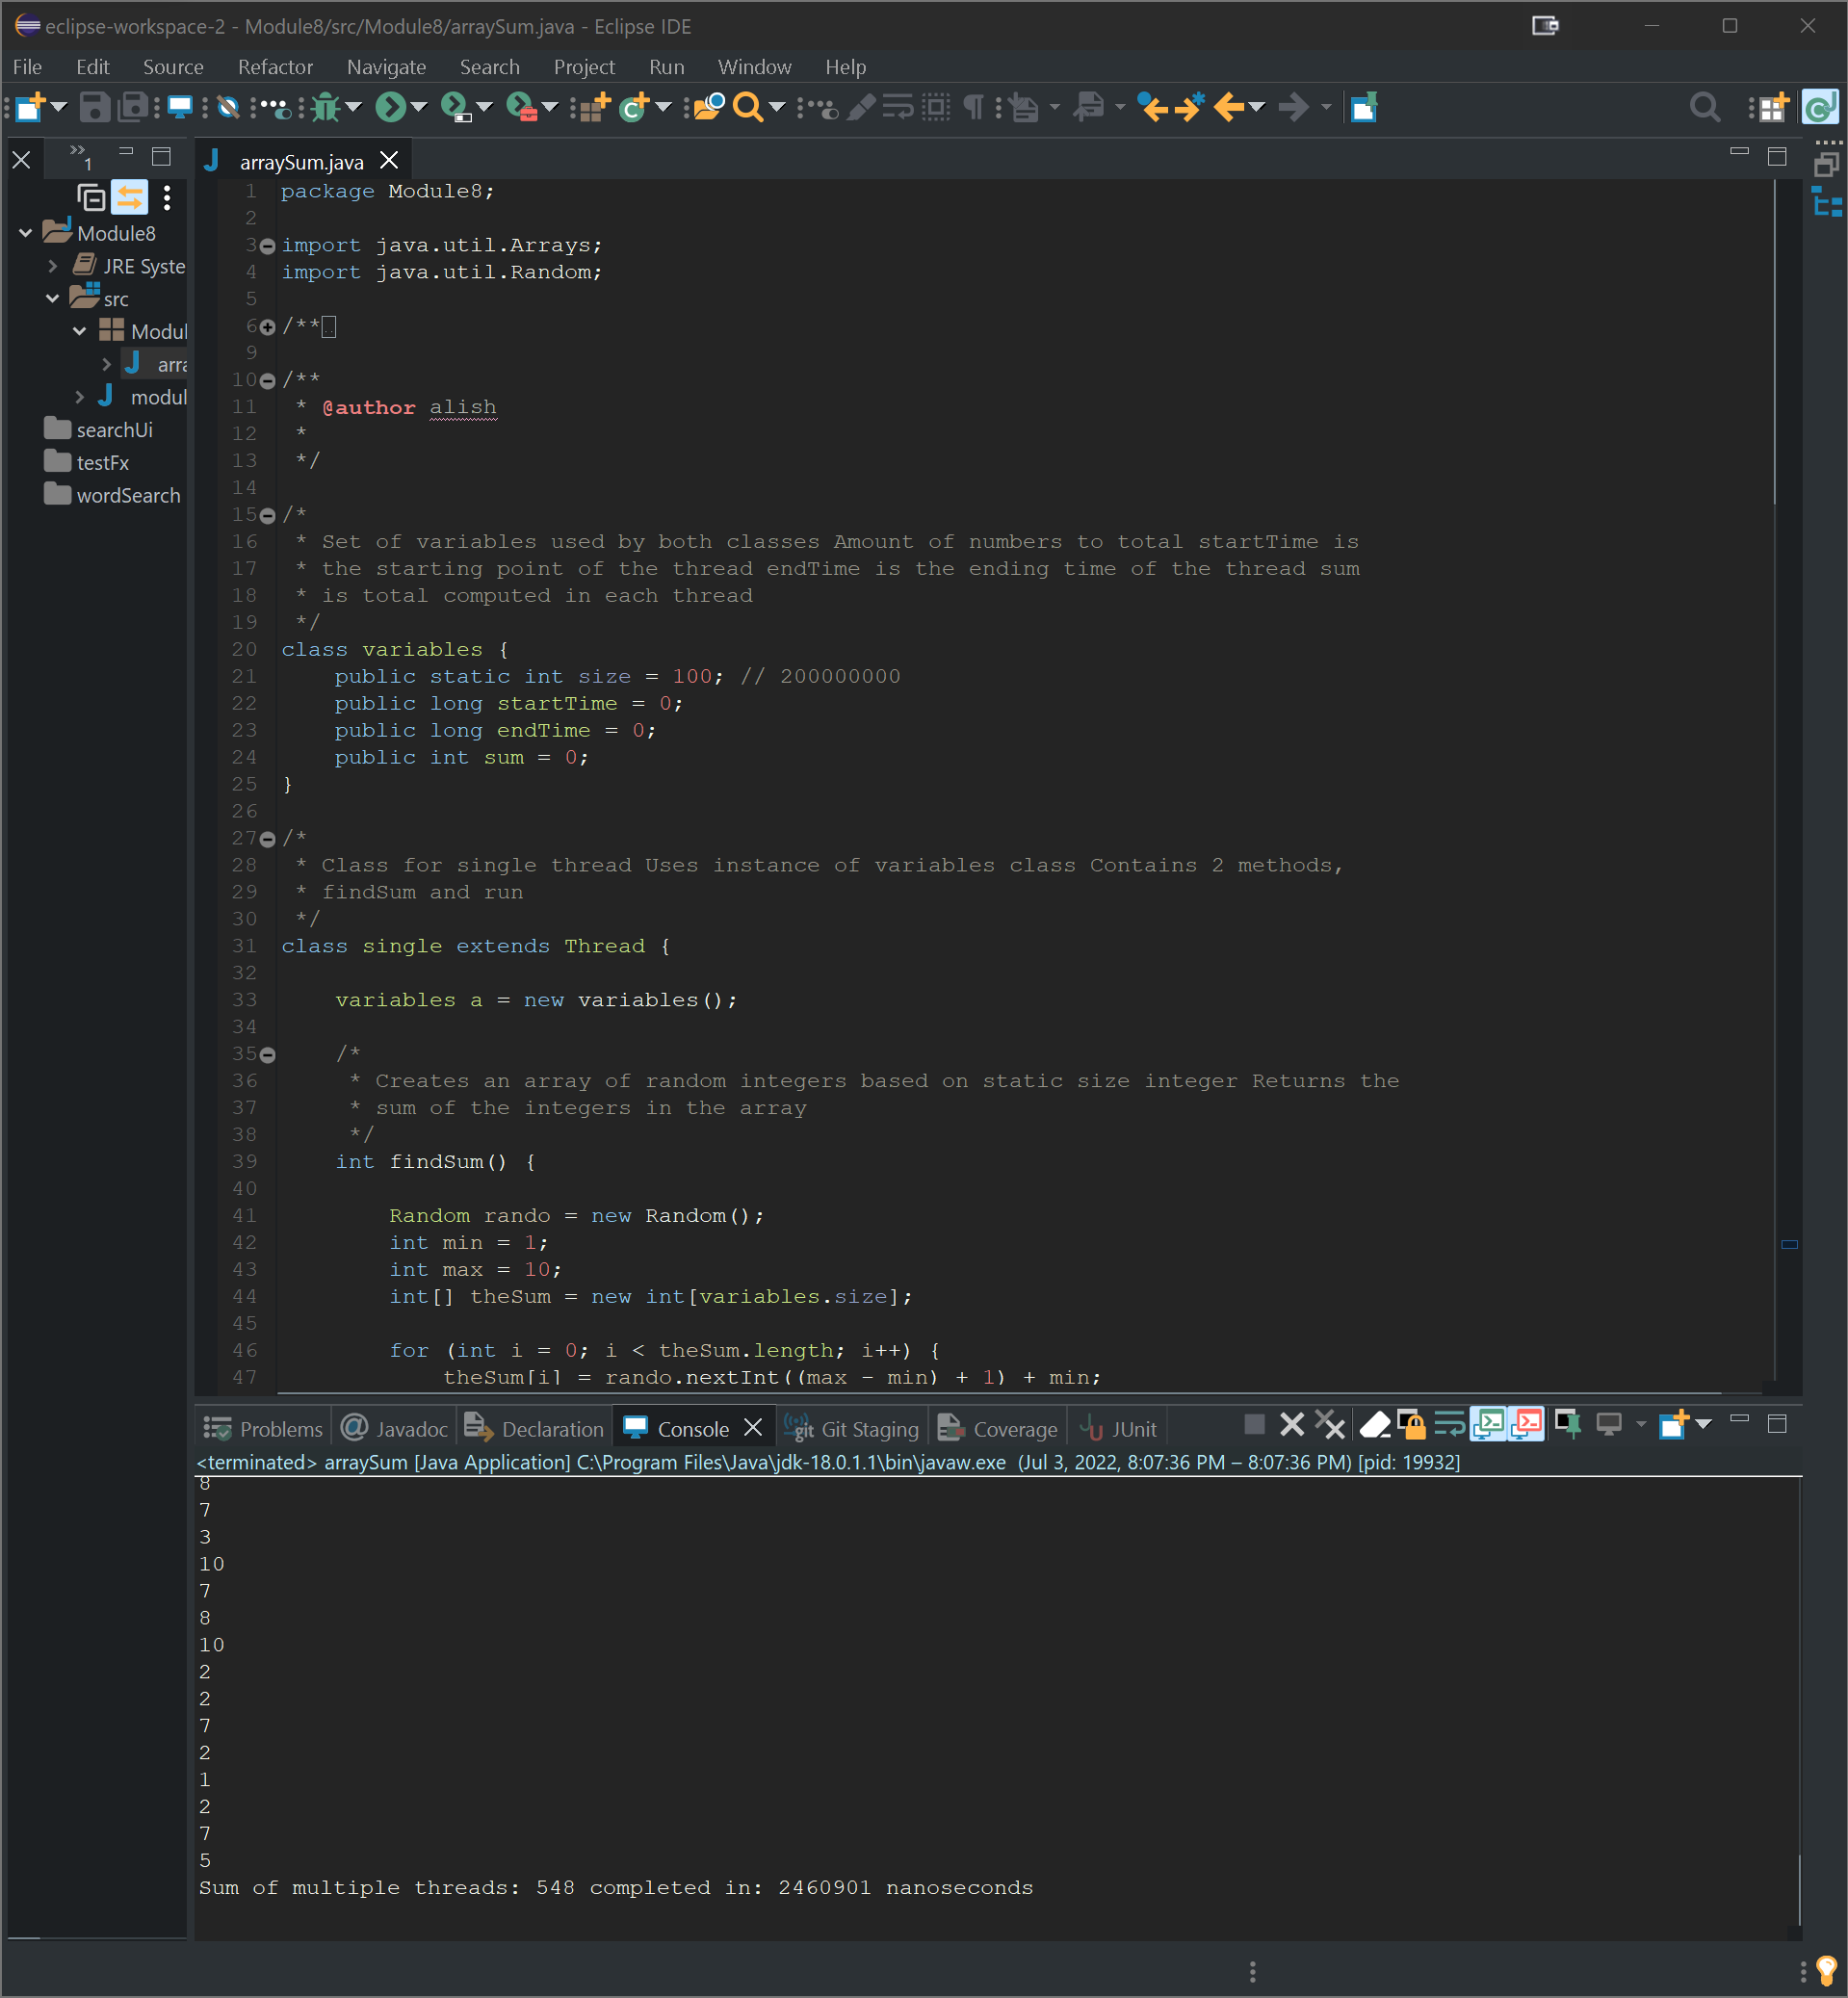 eclipse-workspace-2 - Module8/src/Module8/arraySum.java - Eclipse IDE
File Edit Source Refactor Navigate Search Project Run Window Help
1
arraySum.java
Module8
JRE Syste
src
Modul
arra
modul
searchUi
testFx
wordSearch
1 package Module8;
2
3 import java.util.Arrays;
4 import java.util.Random;
5
6 /**
9
10 /**
11 * @author alish
12 *
13 */
14
15 /*
16 * Set of variables used by both classes Amount of numbers to total startTime is
17 * the starting point of the thread endTime is the ending time of the thread sum
18 * is total computed in each thread
19 */
20 class variables {
21 public static int size = 100; // 200000000
22 public long startTime = 0;
23 public long endTime = 0;
24 public int sum = 0;
25 }
26
27 /*
28 * Class for single thread Uses instance of variables class Contains 2 methods,
29 * findSum and run
30 */
31 class single extends Thread {
32
33 variables a = new variables();
34
35 /*
36 * Creates an array of random integers based on static size integer Returns the
37 * sum of the integers in the array
38 */
39 int findSum() {
40
41 Random rando = new Random();
42 int min = 1;
43 int max = 10;
44 int[] theSum = new int[variables.size];
45
46 for (int i = 0; i < theSum.length; i++) {
47 theSum[i] = rando.nextInt((max - min) + 1) + min;
Problems Javadoc Declaration Console Git Staging Coverage JUnit
<terminated> arraySum [Java Application] C:\Program Files\Java\jdk-18.0.1.1\bin\javaw.exe (Jul 3, 2022, 8:07:36 PM – 8:07:36 PM) [pid: 19932]
8
7
3
10
7
8
10
2
2
7
2
1
2
7
5
Sum of multiple threads: 548 completed in: 2460901 nanoseconds